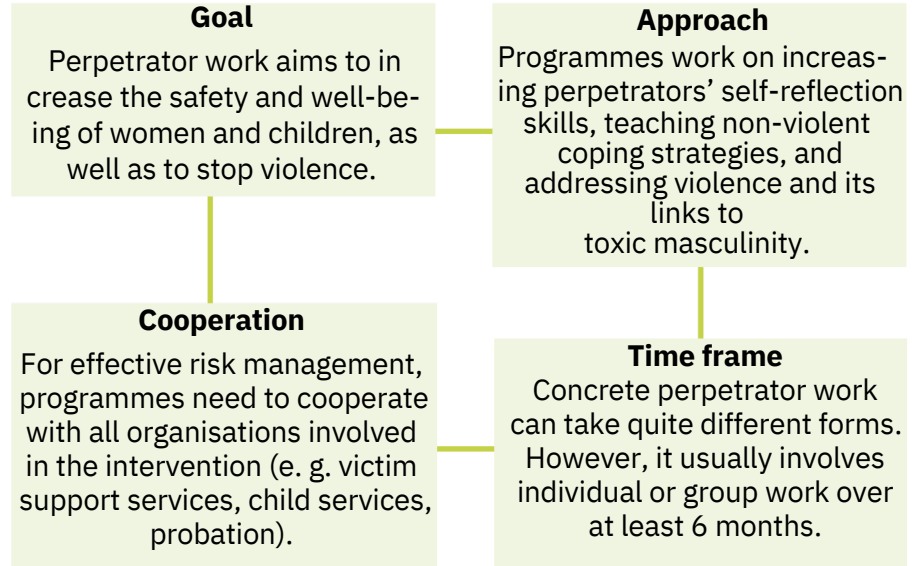 Goal
Perpetrator work aims to in
crease the safety and well-be-
ing of women and children, as
well as to stop violence.
Approach
Programmes work on increas-
ing perpetrators’ self-reflection
skills, teaching non-violent
coping strategies, and
addressing violence and its
links to
toxic masculinity.
Cooperation
For effective risk management,
programmes need to cooperate
with all organisations involved
in the intervention (e. g. victim
support services, child services,
probation).
Time frame
Concrete perpetrator work
can take quite different forms.
However, it usually involves
individual or group work over
at least 6 months.